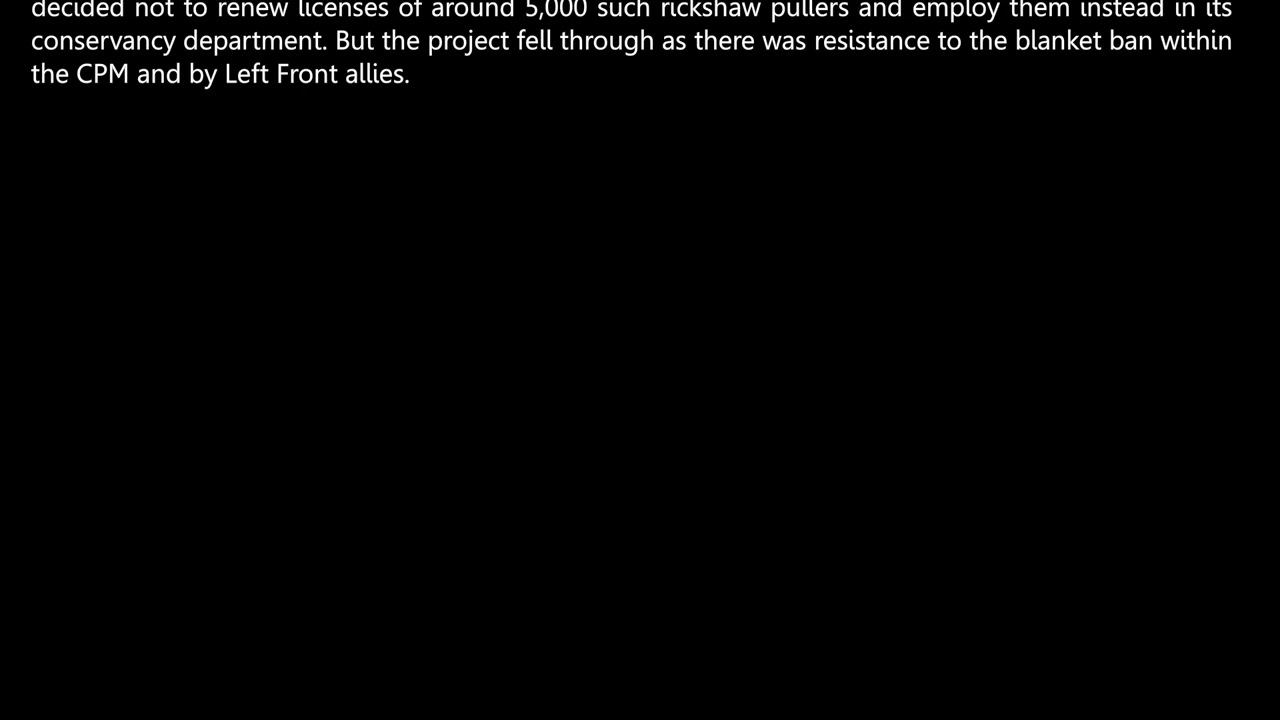 decided not to renew licenses of around 5,000 such rickshaw pullers and employ them instead in its
conservancy department. But the project fell through as there was resistance to the blanket ban within
the CPM and by Left Front allies.